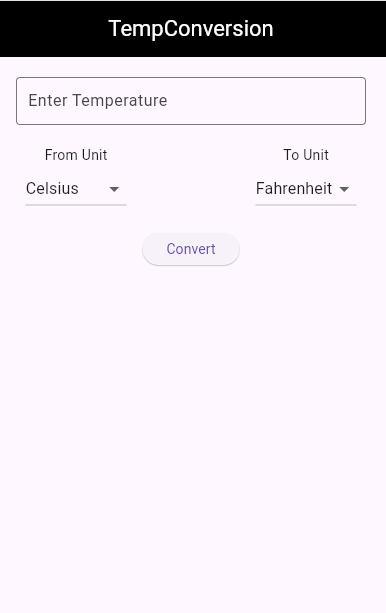 TempConversion
Enter Temperature
From Unit
To Unit
Celsius
Fahrenheit
Convert